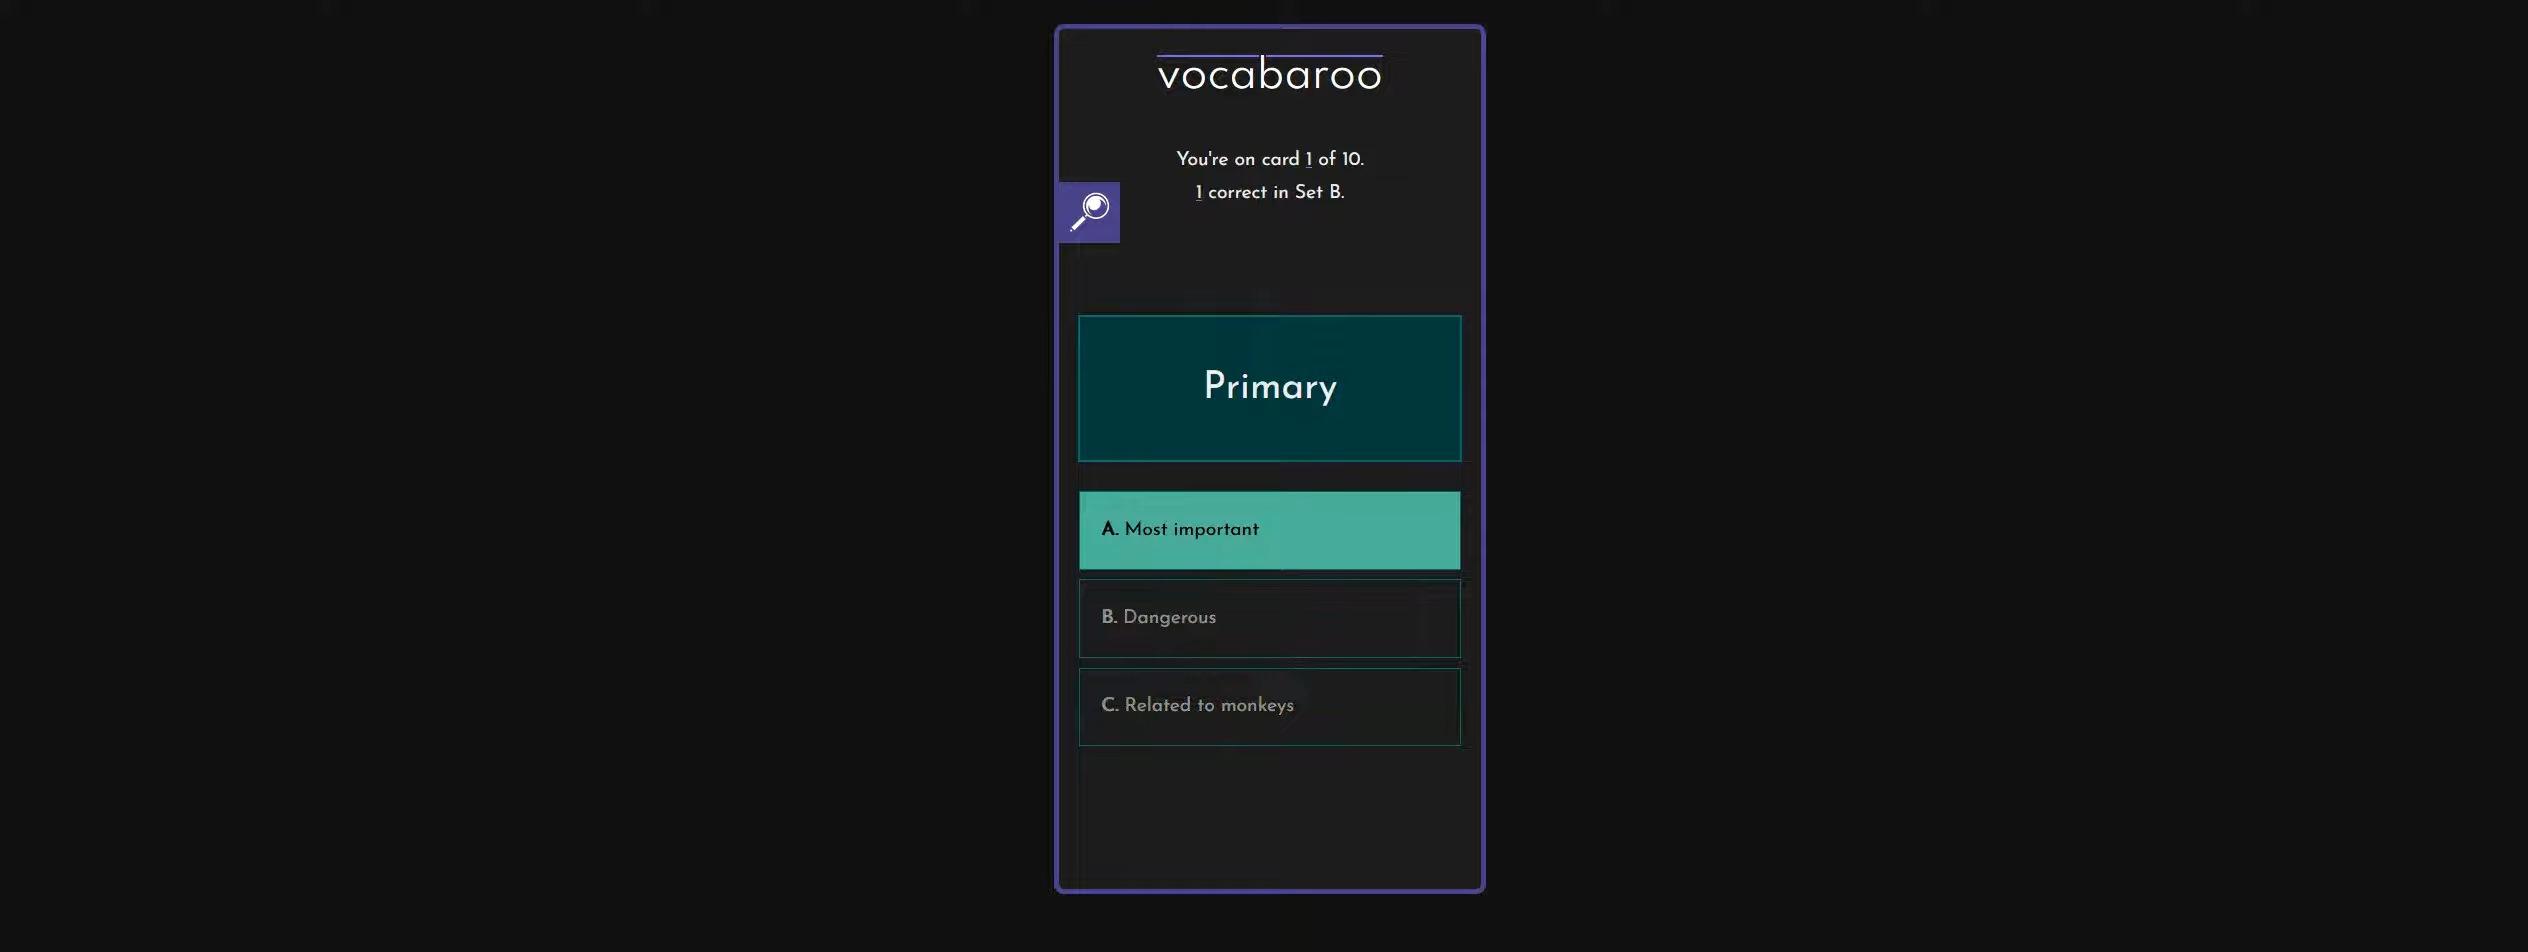 vocabaroo
You're on card 1 of 10.
1 correct in Set B.
Primary
A. Most important
B. Dangerous
C. Related to monkeys